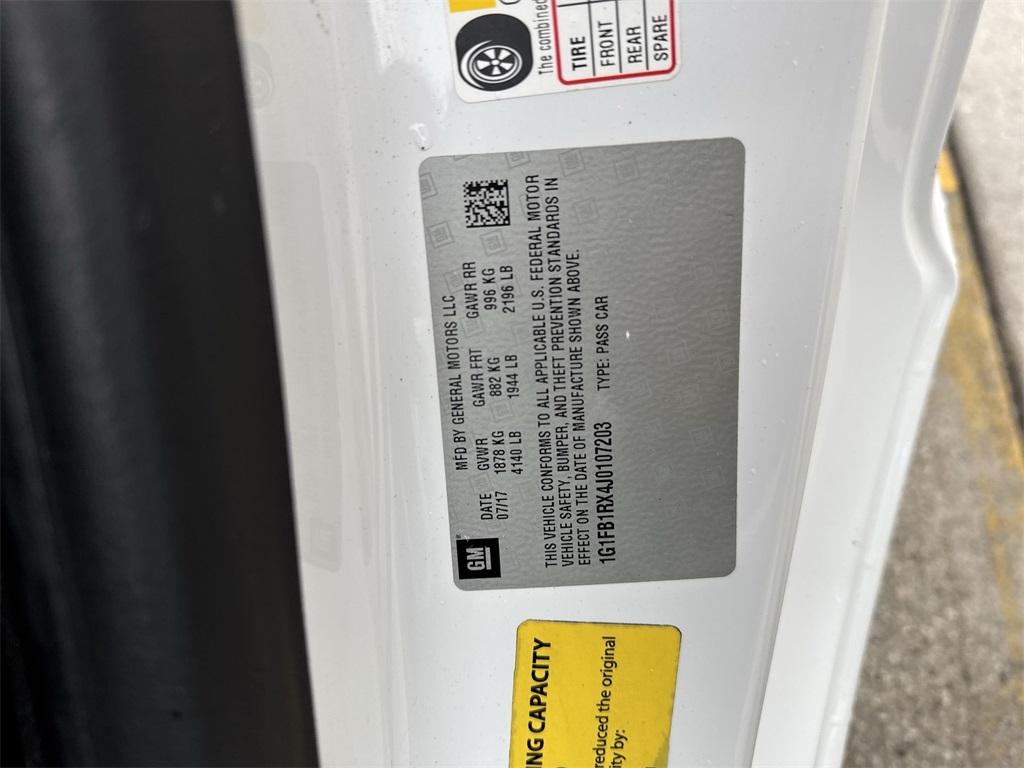 The combined
TIRE
FRONT
REAR
SPARE
MFD BY GENERAL MOTORS LLC
DATE GVWR GAWR FRT GAWR RR
07/17 1878 KG 882 KG 996 KG
4140 LB 1944 LB 2196 LB
GM
THIS VEHICLE CONFORMS TO ALL APPLICABLE U.S. FEDERAL MOTOR
VEHICLE SAFETY, BUMPER, AND THEFT PREVENTION STANDARDS IN
EFFECT ON THE DATE OF MANUFACTURE SHOWN ABOVE.
1G1FB1RX4J0107203 TYPE: PASS CAR
NG CAPACITY
reduced the original
ity by: